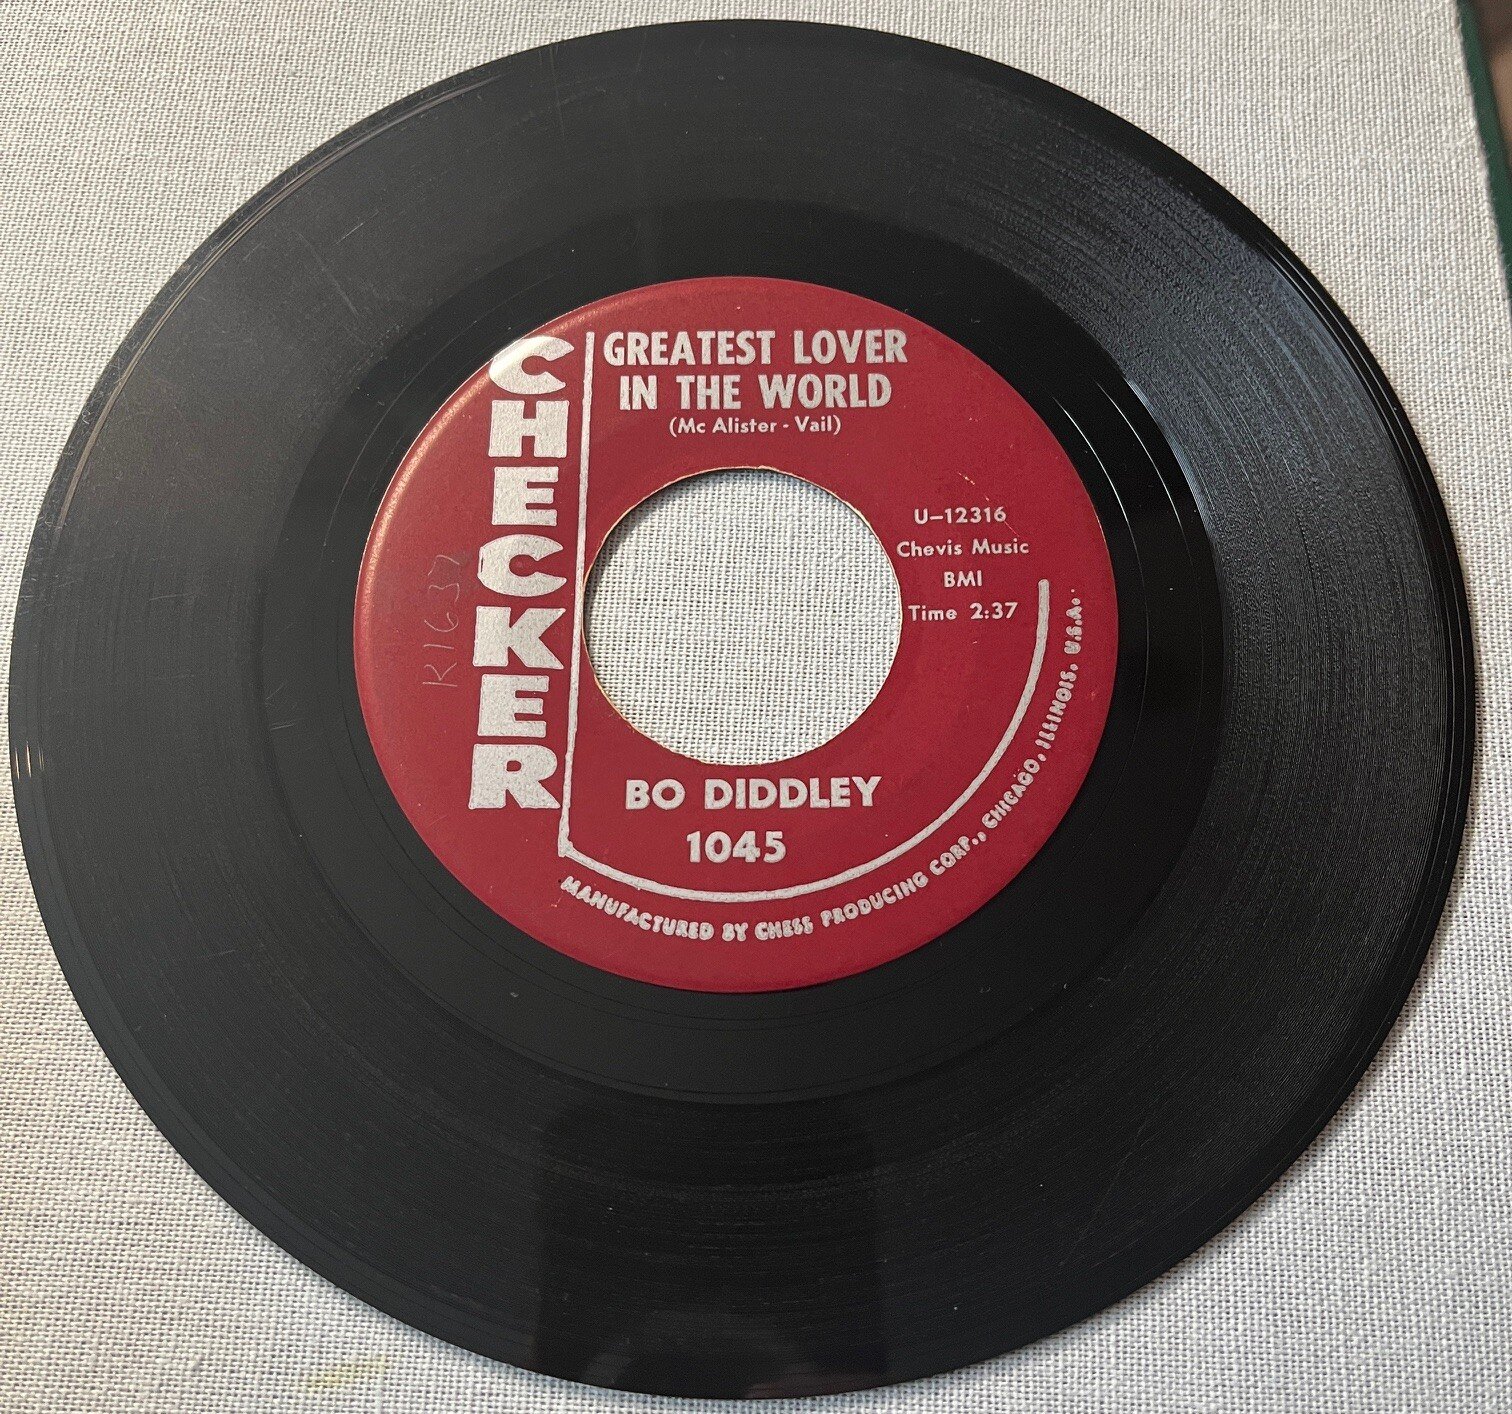 CHECKER
GREATEST LOVER
IN THE WORLD
(Mc Alister - Vail)
U-12316
Chevis Music
BMI
Time 2:37
K1637
BO DIDDLEY
1045
MANUFACTURED BY CHESS PRODUCING CORP., CHICAGO, ILLINOIS. U.S.A.